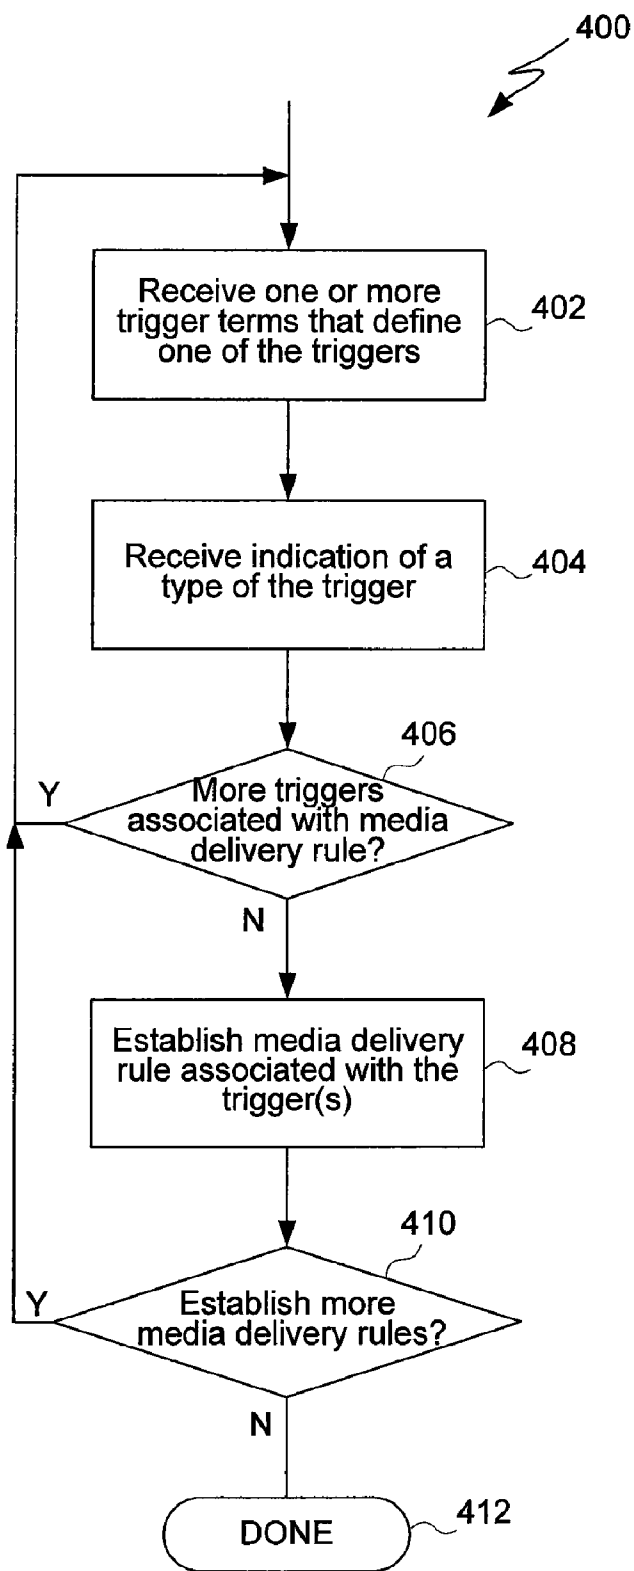 400
Receive one or more
trigger terms that define
one of the triggers
402
Receive indication of a
type of the trigger
404
406
Y
More triggers
associated with media
delivery rule?
N
Establish media delivery
rule associated with the
trigger(s)
408
410
Y
Establish more
media delivery rules?
N
DONE
412